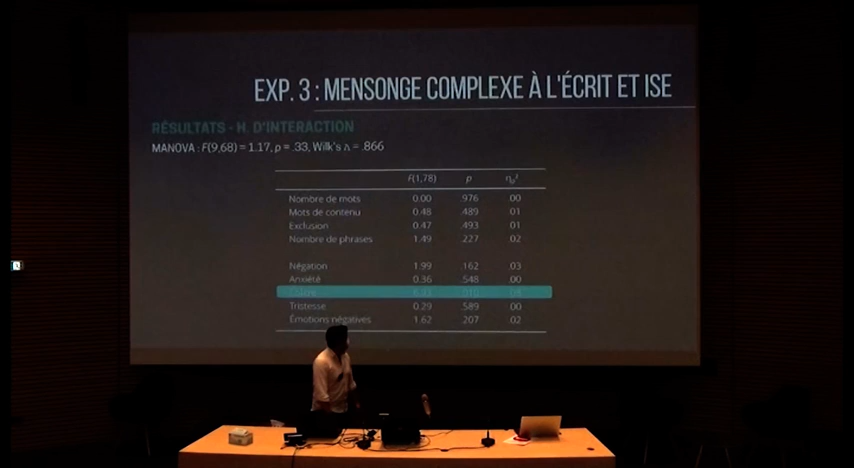 EXP. 3 : MENSONGE COMPLEXE À L'ÉCRIT ET ISE
RÉSULTATS - H. D'INTERACTION
MANOVA : F(9,68) = 1.17, p = .33, Wilk's Λ = .866
F(1,78) p ηp²
Nombre de mots 0.00 .976 .00
Mots de contenu 0.48 .489 .01
Exclusion 0.47 .493 .01
Nombre de phrases 1.49 .227 .02
Négation 1.99 .162 .03
Anxiété 0.36 .548 .00
Tristesse 0.29 .589 .00
Émotions négatives 1.62 .207 .02